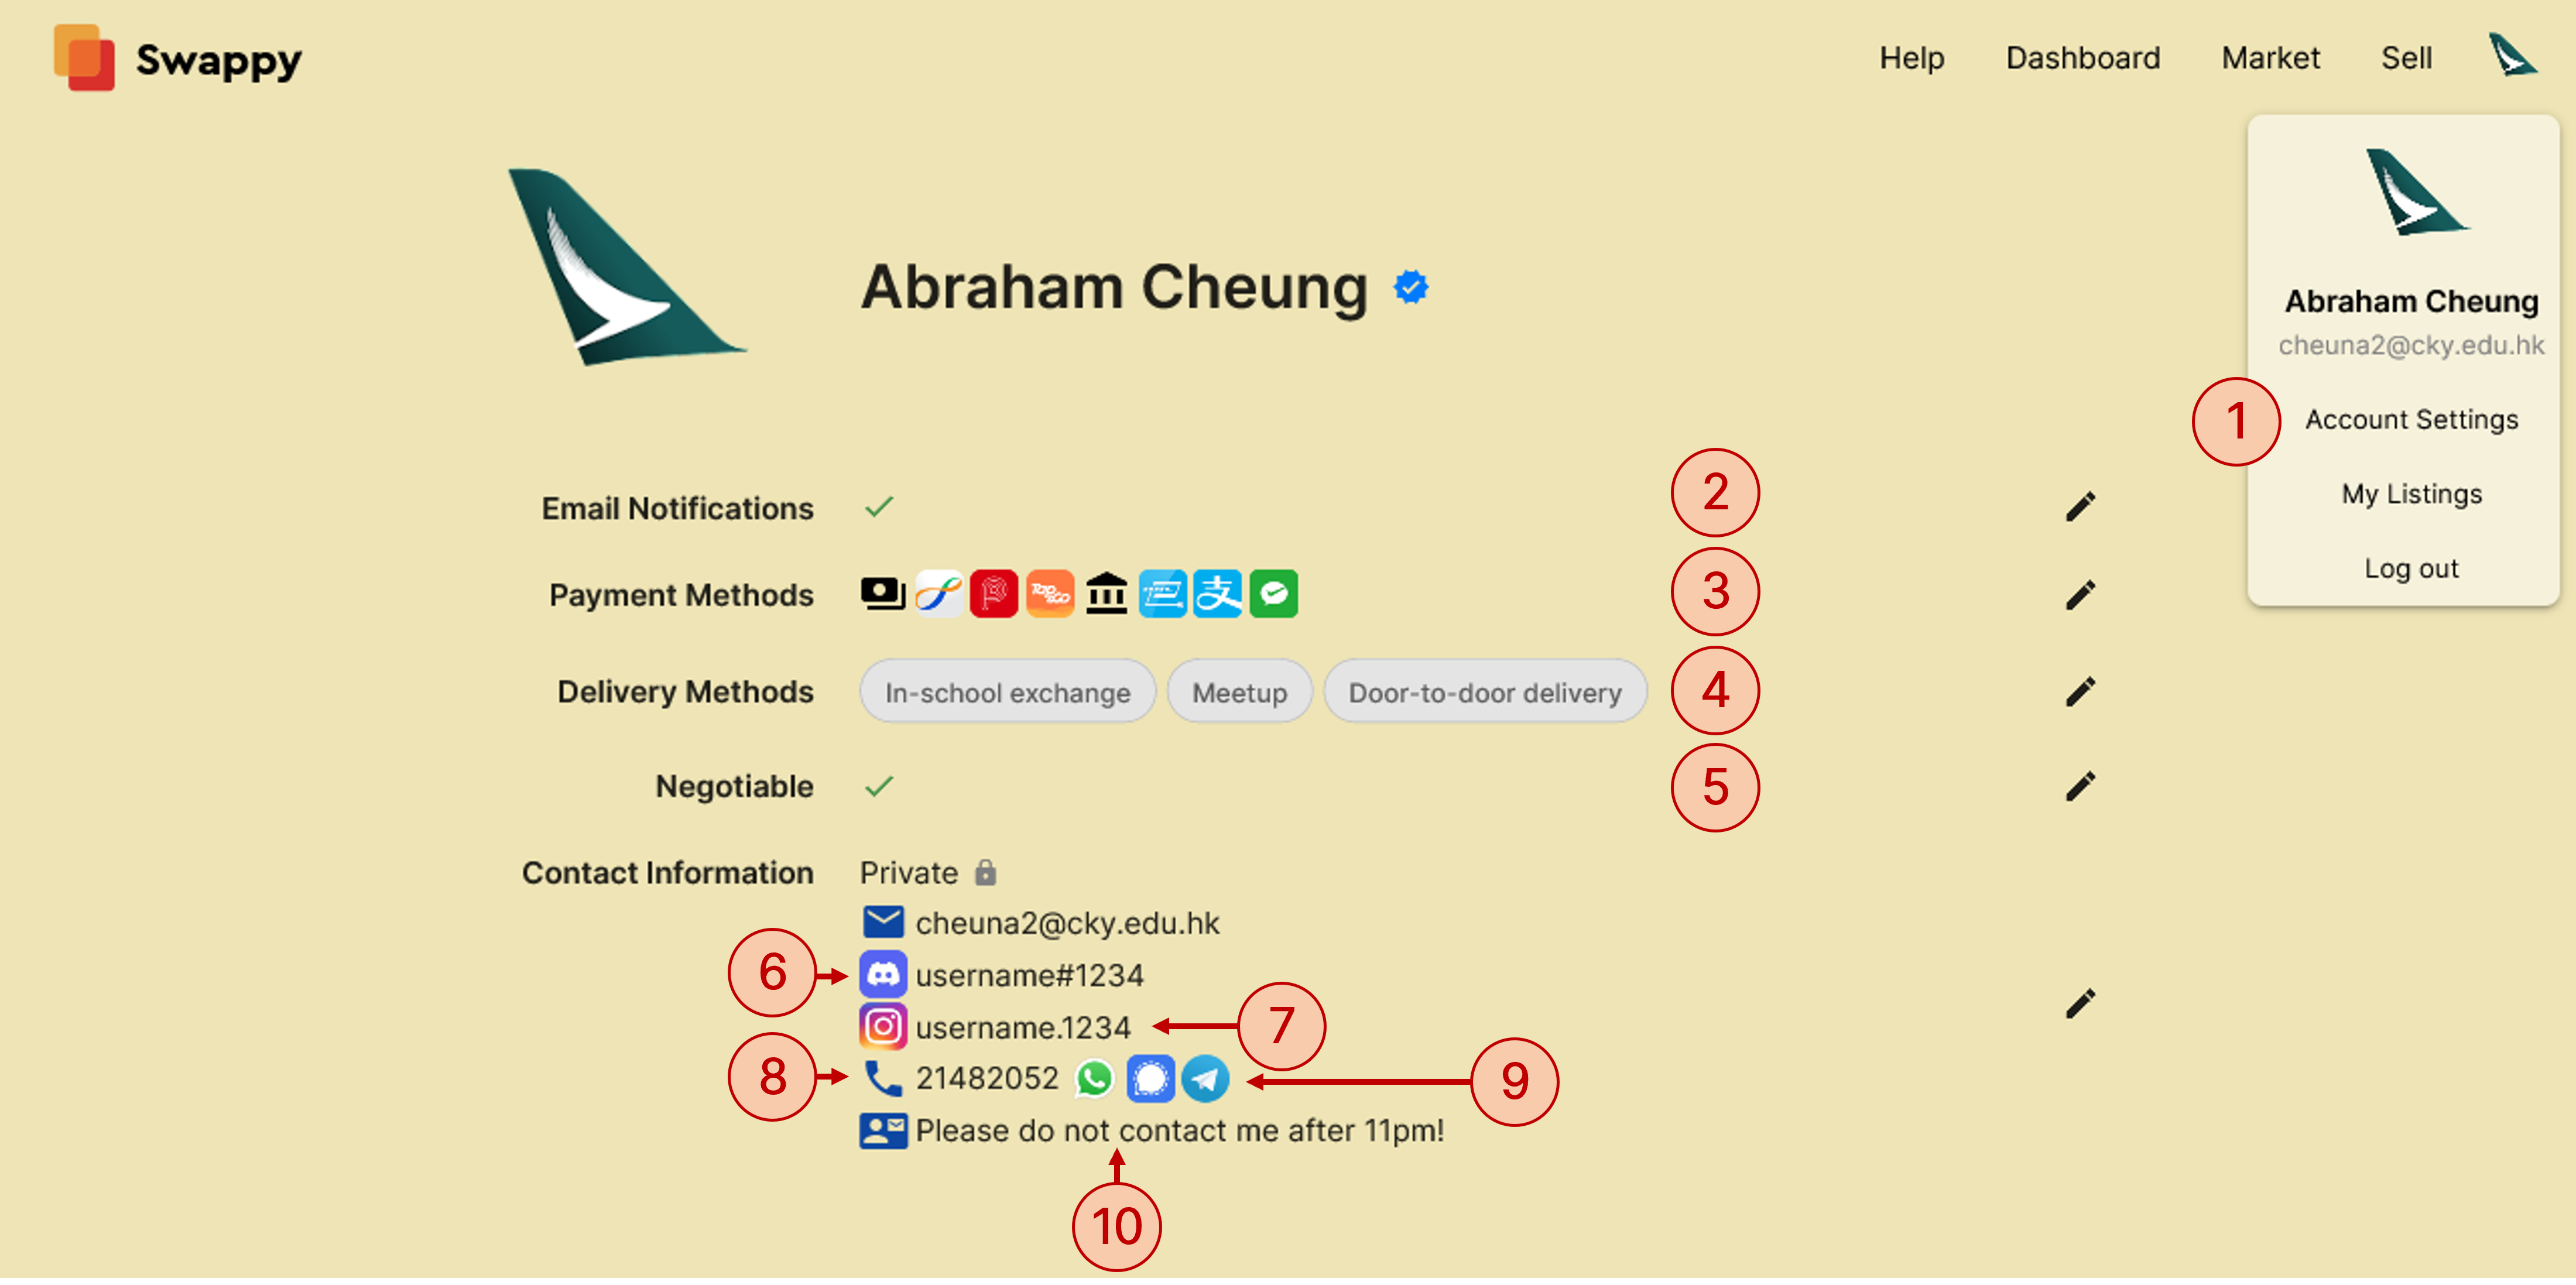 Swappy
Help Dashboard Market Sell
Abraham Cheung
Abraham Cheung
cheuna2@cky.edu.hk
1 Account Settings
My Listings
Log out
Email Notifications 2
Payment Methods Tap&Go 支 3
Delivery Methods In-school exchange Meetup Door-to-door delivery 4
Negotiable 5
Contact Information Private
cheuna2@cky.edu.hk
6 username#1234
username.1234 7
8 21482052 9
Please do not contact me after 11pm!
10